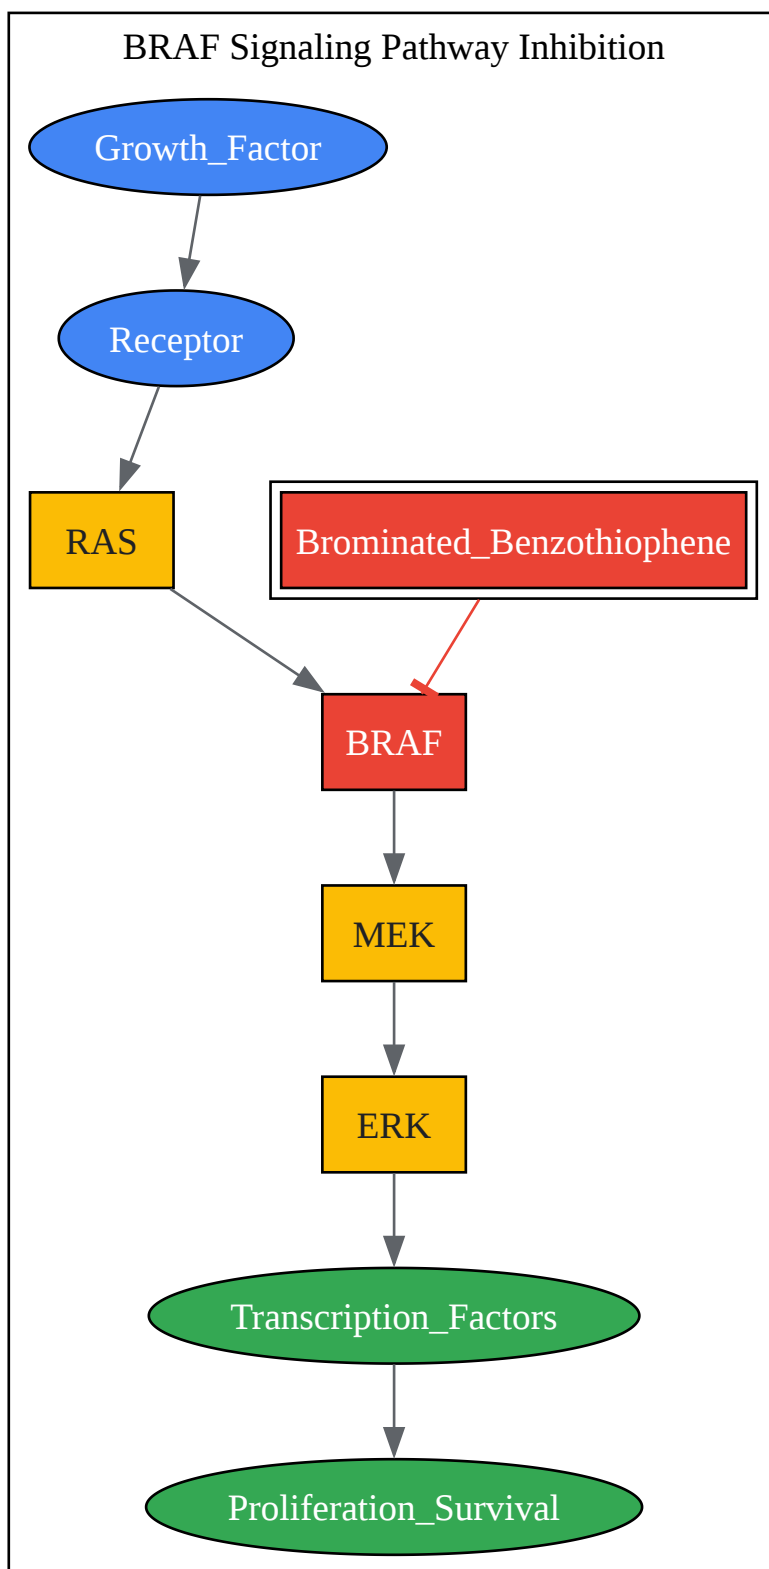 BRAF Signaling Pathway Inhibition
Growth_Factor
Receptor
RAS
Brominated_Benzothiophene
BRAF
MEK
ERK
Transcription_Factors
Proliferation_Survival